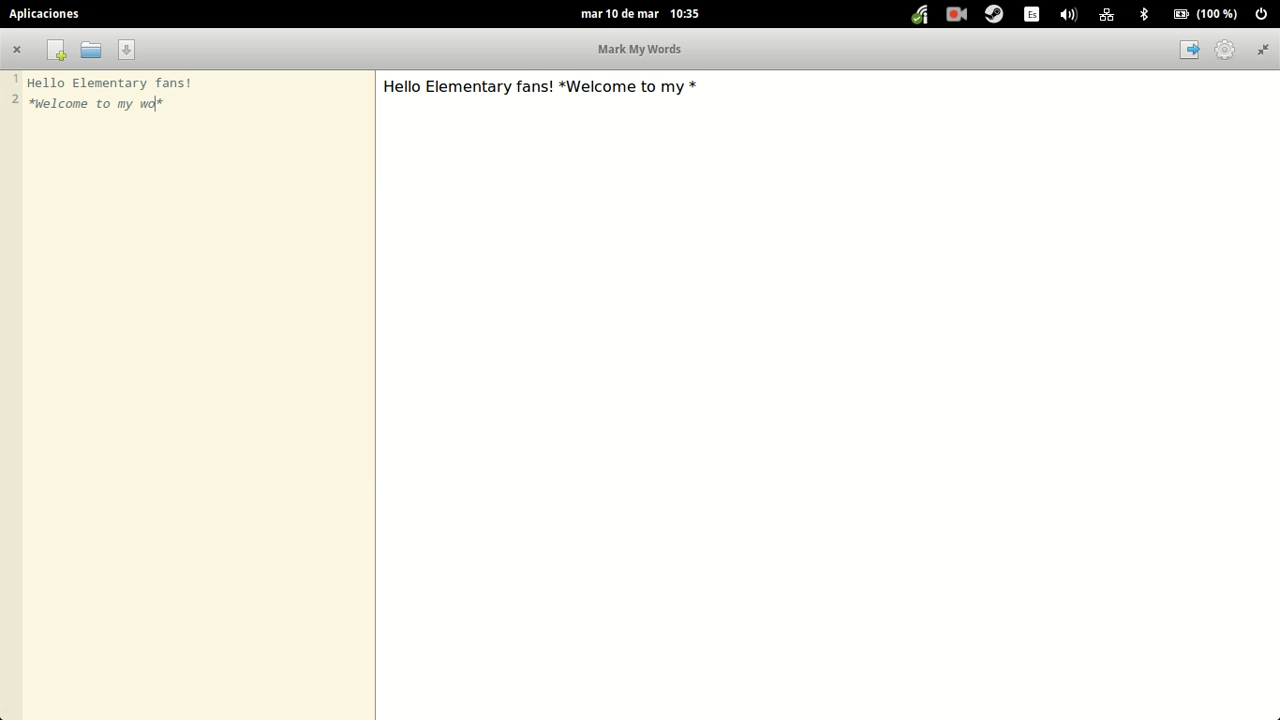 Aplicaciones
mar 10 de mar 10:35
Es
(100 %)
Mark My Words
1 Hello Elementary fans!
2 *Welcome to my wo*
Hello Elementary fans! *Welcome to my *